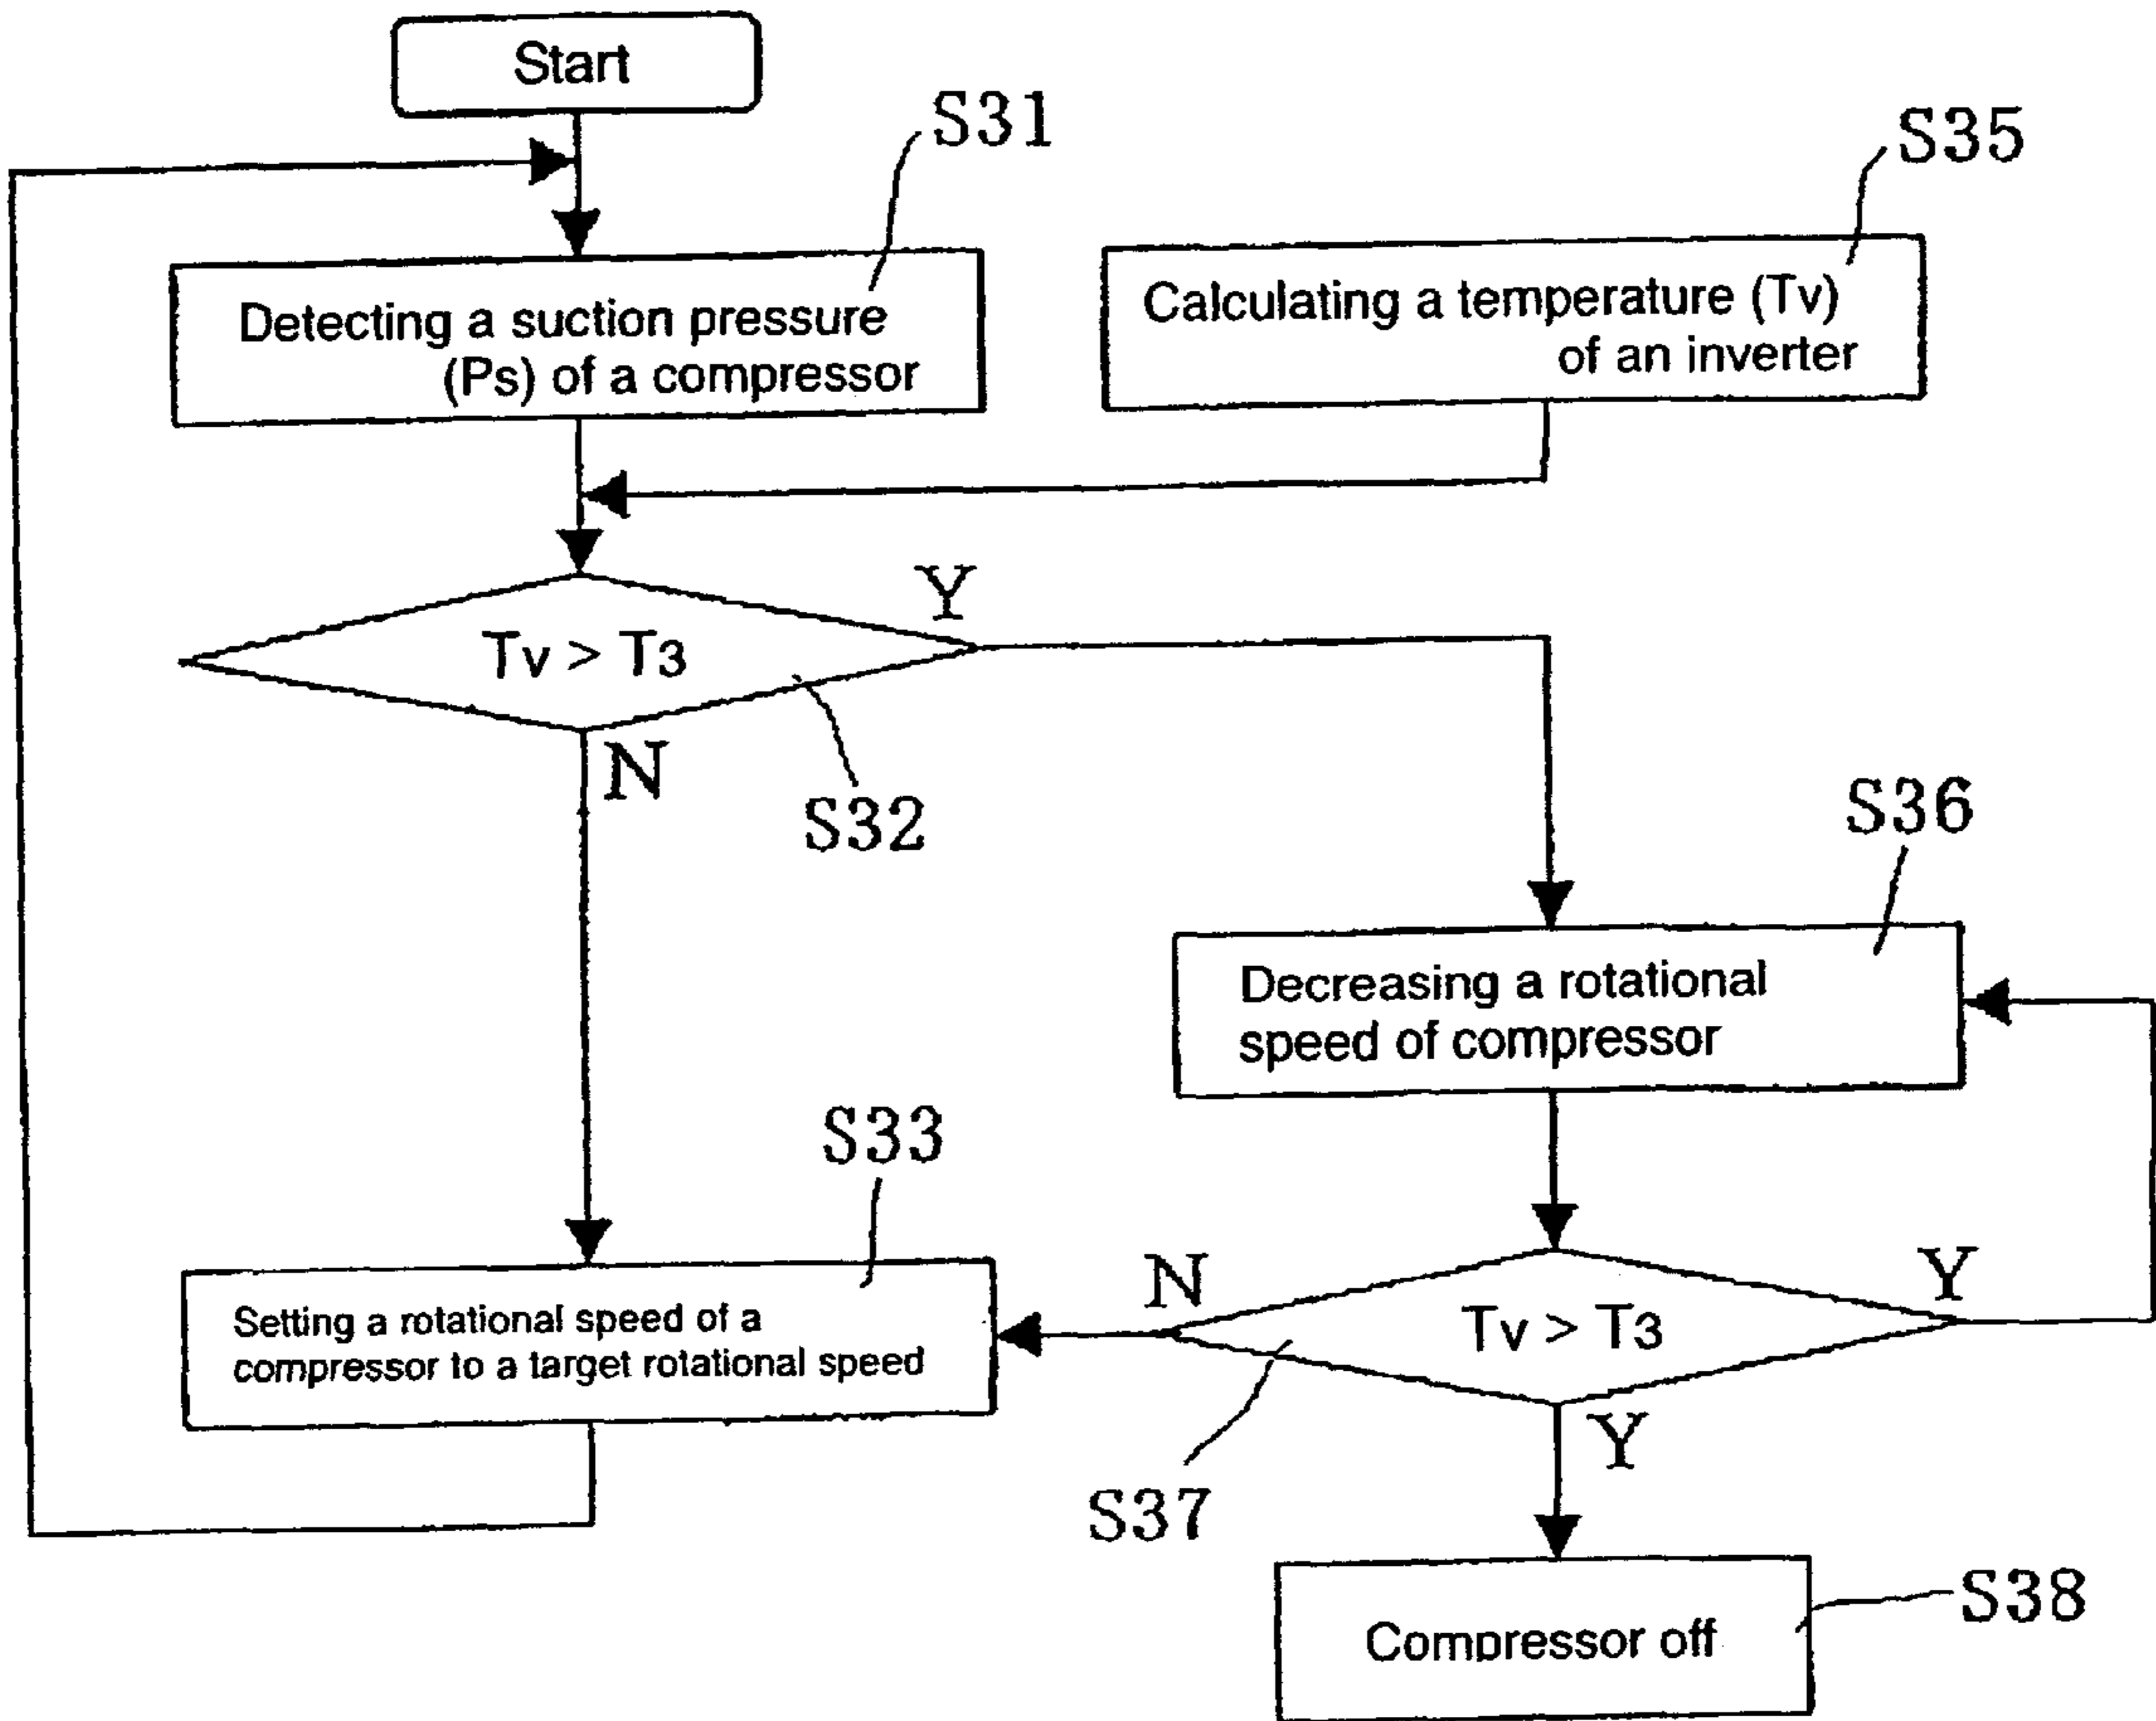 Start
S31
S35
Detecting a suction pressure
(Ps) of a compressor
Calculating a temperature (Tv)
of an inverter
Tv > T3
Y
N
S32
S36
Decreasing a rotational
speed of compressor
S33
Setting a rotational speed of a
compressor to a target rotational speed
N
Tv > T3
Y
Y
S37
Compressor off
S38